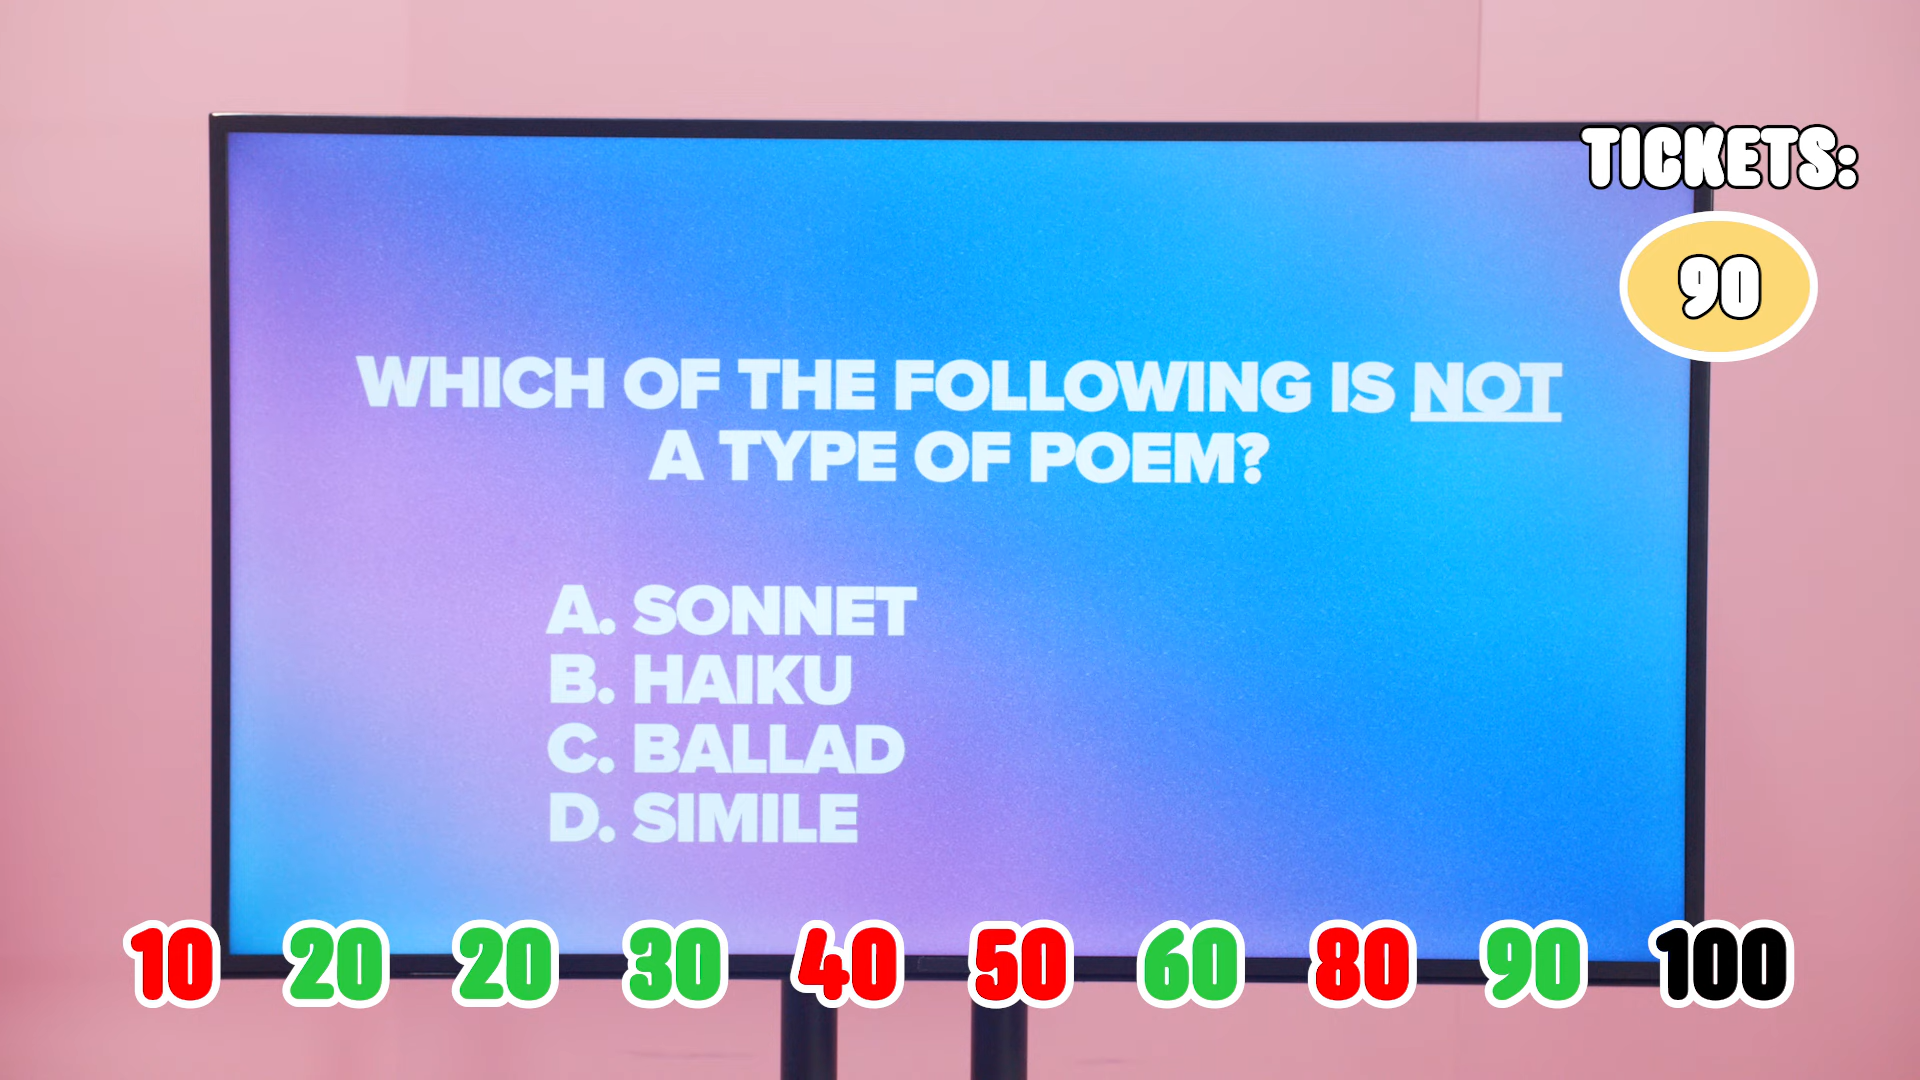 TICKETS:
90
WHICH OF THE FOLLOWING IS NOT
A TYPE OF POEM?
A. SONNET
B. HAIKU
C. BALLAD
D. SIMILE
10 20 20 30 40 50 60 80 90 100